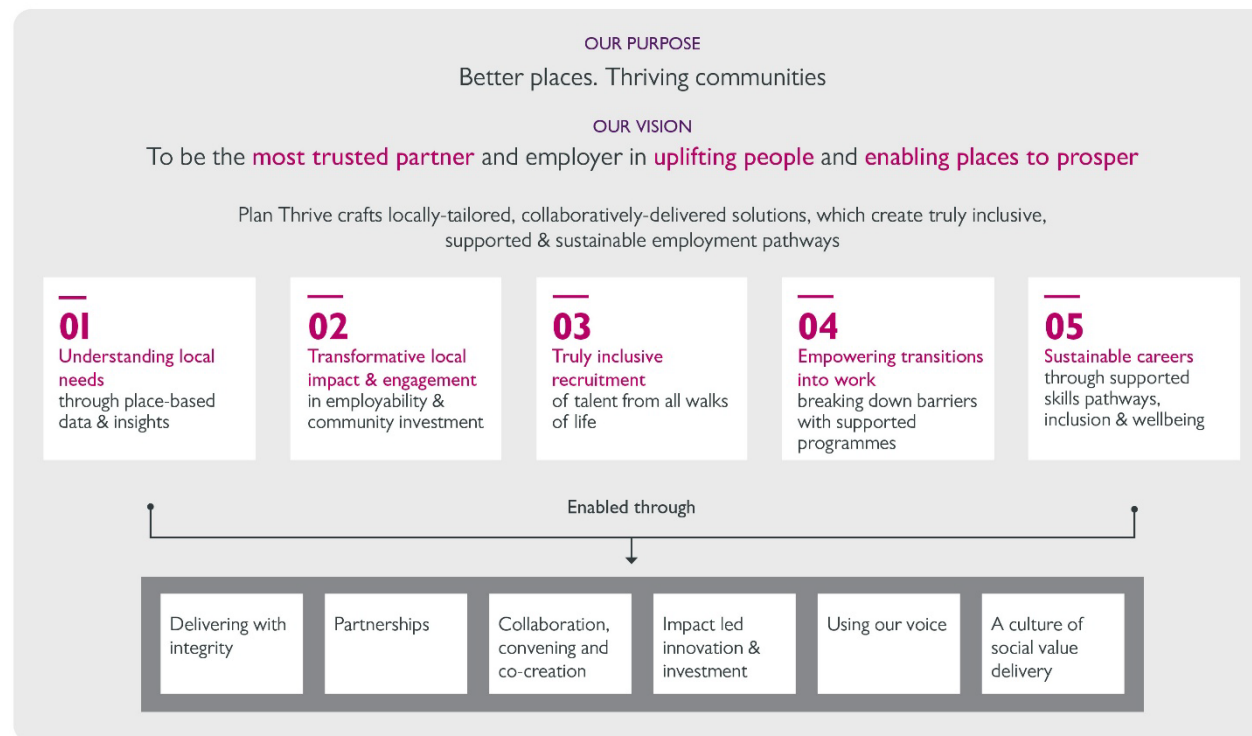 OUR PURPOSE
Better places. Thriving communities
OUR VISION
To be the most trusted partner and employer in uplifting people and enabling places to prosper
Plan Thrive crafts locally-tailored, collaboratively-delivered solutions, which create truly inclusive,
supported & sustainable employment pathways
01
Understanding local
needs
through place-based
data & insights
02
Transformative local
impact & engagement
in employability &
community investment
03
Truly inclusive
recruitment
of talent from all walks
of life
04
Empowering transitions
into work
breaking down barriers
with supported
programmes
05
Sustainable careers
through supported
skills pathways,
inclusion & wellbeing
Enabled through
Delivering with
integrity
Partnerships
Collaboration,
convening and
co-creation
Impact led
innovation &
investment
Using our voice
A culture of
social value
delivery